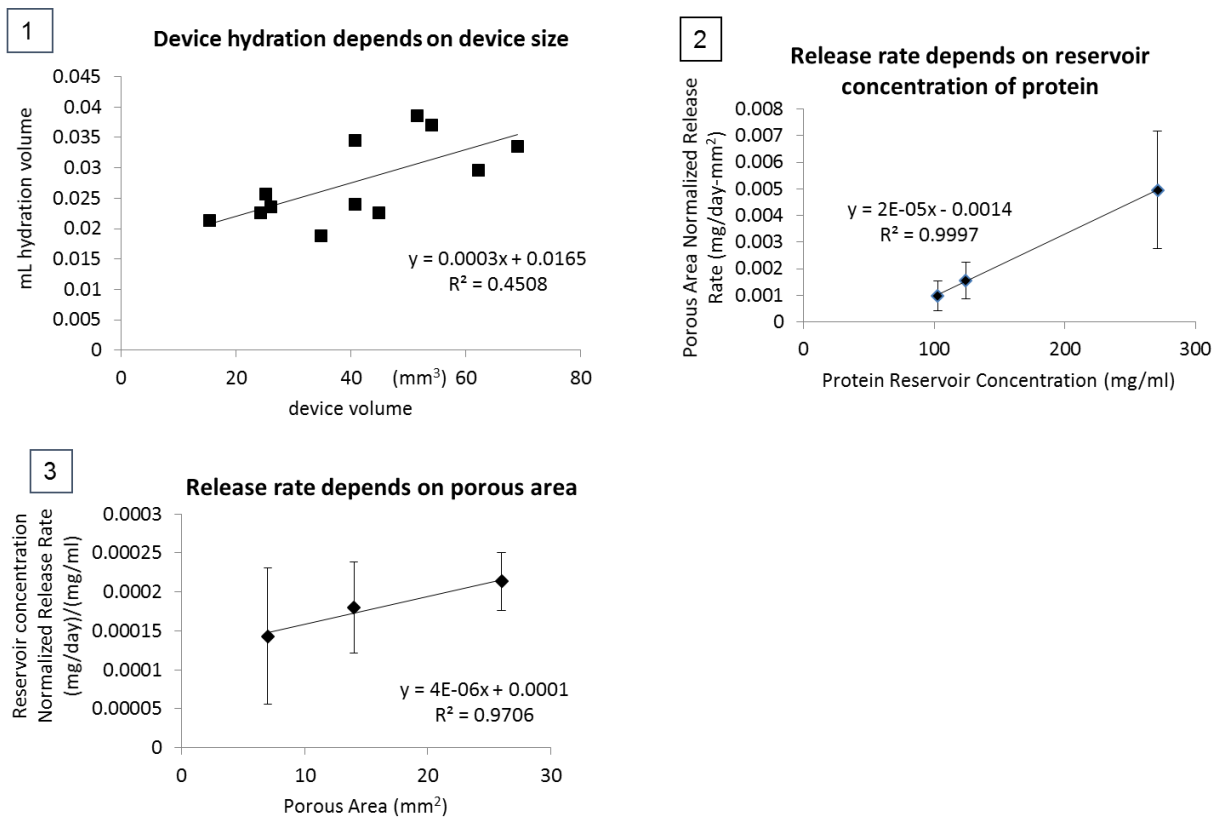 1
Device hydration depends on device size
mL hydration volume
0.045
0.04
0.035
0.03
0.025
0.02
0.015
0.01
0.005
0
y = 0.0003x + 0.0165
R² = 0.4508
0 20 40 (mm³) 60 80
device volume
2
Release rate depends on reservoir
concentration of protein
Porous Area Normalized Release
Rate (mg/day-mm²)
0.008
0.007
0.006
0.005
0.004
0.003
0.002
0.001
0
y = 2E-05x - 0.0014
R² = 0.9997
0 100 200 300
Protein Reservoir Concentration (mg/ml)
3
Release rate depends on porous area
Reservoir concentration
Normalized Release Rate
(mg/day)/(mg/ml)
0.0003
0.00025
0.0002
0.00015
0.0001
0.00005
0
y = 4E-06x + 0.0001
R² = 0.9706
0 10 20 30
Porous Area (mm²)